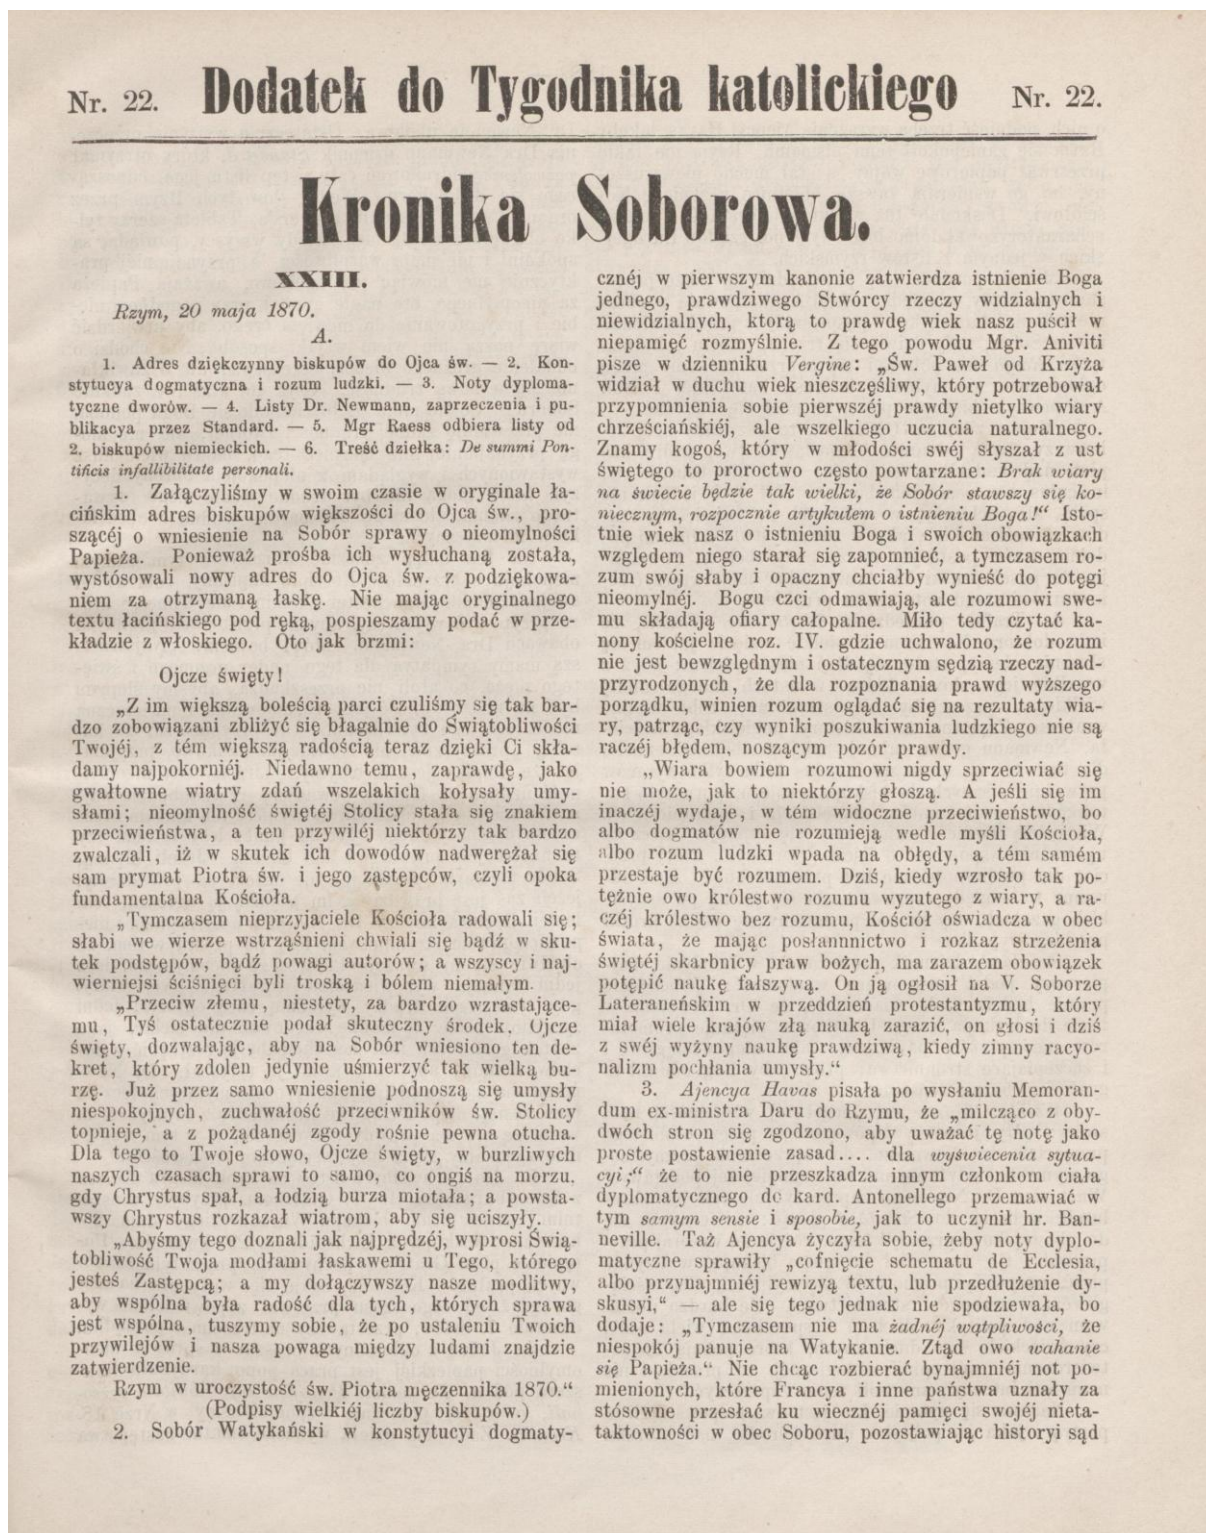 Nr. 22. Dodatek do Tygodnika katolickiego Nr. 22.
Kronika Soborowa.
XXIII.
Rzym, 20 maja 1870.
A.
1. Adres dziękczynny biskupów do Ojca św. — 2. Kon-
stytucya dogmatyczna i rozum ludzki. — 3. Noty dyploma-
tyczne dworów. — 4. Listy Dr. Newmann, zaprzeczenia i pu-
blikacya przez Standard. — 5. Mgr Raess odbiera listy od
2. biskupów niemieckich. — 6. Treść dziełka: De summi Pon-
tificis infallibilitate personali.
1. Załączyliśmy w swoim czasie w oryginale ła-
cińskim adres biskupów większości do Ojca św., pro-
szącéj o wniesienie na Sobór sprawy o nieomylności
Papieża. Ponieważ prośba ich wysłuchaną została,
wystósowali nowy adres do Ojca św. z podziękowa-
niem za otrzymaną łaskę. Nie mając oryginalnego
textu łacińskiego pod ręką, pospieszamy podać w prze-
kładzie z włoskiego. Oto jak brzmi:
Ojcze święty!
„Z im większą boleścią parci czuliśmy się tak bar-
dzo zobowiązani zbliżyć się błagalnie do Świątobliwości
Twojéj, z tém większą radością teraz dzięki Ci skła-
damy najpokorniéj. Niedawno temu, zaprawdę, jako
gwałtowne wiatry zdań wszelakich kołysały umy-
słami; nieomylność świętéj Stolicy stała się znakiem
przeciwieństwa, a ten przywiléj niektórzy tak bardzo
zwalczali, iż w skutek ich dowodów nadwerężał się
sam prymat Piotra św. i jego ząstępców, czyli opoka
fundamentalna Kościoła.
„Tymczasem nieprzyjaciele Kościoła radowali się;
słabi we wierze wstrząśnieni chwiali się bądź w sku-
tek podstępów, bądź powagi autorów; a wszyscy i naj-
wierniejsi ściśnięci byli troską i bólem niemałym.
„Przeciw złemu, niestety, za bardzo wzrastające-
mu, Tyś ostatecznie podał skuteczny środek, Ojcze
święty, dozwalając, aby na Sobór wniesiono ten de-
kret, który zdolen jedynie uśmierzyć tak wielką bu-
rzę. Już przez samo wniesienie podnoszą się umysły
niespokojnych, zuchwałość przeciwników św. Stolicy
topnieje, a z pożądanéj zgody rośnie pewna otucha.
Dla tego to Twoje słowo, Ojcze święty, w burzliwych
naszych czasach sprawi to samo, co ongiś na morzu,
gdy Chrystus spał, a łodzią burza miotała; a powsta-
wszy Chrystus rozkazał wiatrom, aby się uciszyły.
„Abyśmy tego doznali jak najprędzéj, wyprosi Świą-
tobliwość Twoja modłami łaskawemi u Tego, którego
jesteś Zastępcą; a my dołączywszy nasze modlitwy,
aby wspólna była radość dla tych, których sprawa
jest wspólna, tuszymy sobie, że po ustaleniu Twoich
przywilejów i nasza powaga między ludami znajdzie
zatwierdzenie.
Rzym w uroczystość św. Piotra męczennika 1870.“
(Podpisy wielkiéj liczby biskupów.)
2. Sobór Watykański w konstytucyi dogmaty-
cznéj w pierwszym kanonie zatwierdza istnienie Boga
jednego, prawdziwego Stwórcy rzeczy widzialnych i
niewidzialnych, ktorą to prawdę wiek nasz puścił w
niepamięć rozmyślnie. Z tego powodu Mgr. Aniviti
pisze w dzienniku Vergine: „Św. Paweł od Krzyża
widział w duchu wiek nieszczęśliwy, który potrzebował
przypomnienia sobie pierwszéj prawdy nietylko wiary
chrześciańskiéj, ale wszelkiego uczucia naturalnego.
Znamy kogoś, który w młodości swéj słyszał z ust
świętego to proroctwo często powtarzane: Brak wiary
na świecie będzie tak wielki, że Sobór stawszy się ko-
niecznym, rozpocznie artykułem o istnieniu Boga!“ Isto-
tnie wiek nasz o istnieniu Boga i swoich obowiązkach
względem niego starał się zapomnieć, a tymczasem ro-
zum swój słaby i opaczny chciałby wynieść do potęgi
nieomylnéj. Bogu czci odmawiają, ale rozumowi swe-
mu składają ofiary całopalne. Miło tedy czytać ka-
nony kościelne roz. IV. gdzie uchwalono, że rozum
nie jest bewzględnym i ostatecznym sędzią rzeczy nad-
przyrodzonych, że dla rozpoznania prawd wyższego
porządku, winien rozum oglądać się na rezultaty wia-
ry, patrząc, czy wyniki poszukiwania ludzkiego nie są
raczéj błędem, noszącym pozór prawdy.
„Wiara bowiem rozumowi nigdy sprzeciwiać się
nie może, jak to niektórzy głoszą. A jeśli się im
inaczéj wydaje, w tém widoczne przeciwieństwo, bo
albo dogmatów nie rozumieją wedle myśli Kościoła,
albo rozum ludzki wpada na obłędy, a tém samém
przestaje być rozumem. Dziś, kiedy wzrosło tak po-
tężnie owo królestwo rozumu wyzutego z wiary, a ra-
czéj królestwo bez rozumu, Kościół oświadcza w obec
świata, że mając posłannnictwo i rozkaz strzeżenia
świętéj skarbnicy praw bożych, ma zarazem obowiązek
potępić naukę fałszywą. On ją ogłosił na V. Soborze
Lateraneńskim w przeddzień protestantyzmu, który
miał wiele krajów złą nauką zarazić, on głosi i dziś
z swéj wyżyny naukę prawdziwą, kiedy zimny racyo-
nalizm pochłania umysły.“
3. Ajencya Havas pisała po wysłaniu Memoran-
dum ex-ministra Daru do Rzymu, że „milcząco z oby-
dwóch stron się zgodzono, aby uważać tę notę jako
proste postawienie zasad.... dla wyświecenia sytua-
cyi;“ że to nie przeszkadza innym członkom ciała
dyplomatycznego do kard. Antonellego przemawiać w
tym samym sensie i sposobie, jak to uczynił hr. Ban-
neville. Taż Ajencya życzyła sobie, żeby noty dyplo-
matyczne sprawiły „cofnięcie schematu de Ecclesia,
albo przynajmniéj rewizyą textu, lub przedłużenie dy-
skusyi,“ — ale się tego jednak nie spodziewała, bo
dodaje: „Tymczasem nie ma żadnéj wątpliwości, że
niespokój panuje na Watykanie. Ztąd owo wahanie
się Papieża.“ Nie chcąc rozbierać bynajmniéj not po-
mienionych, które Francya i inne państwa uznały za
stósowne przesłać ku wiecznéj pamięci swojéj nieta-
taktowności w obec Soboru, pozostawiając historyi sąd